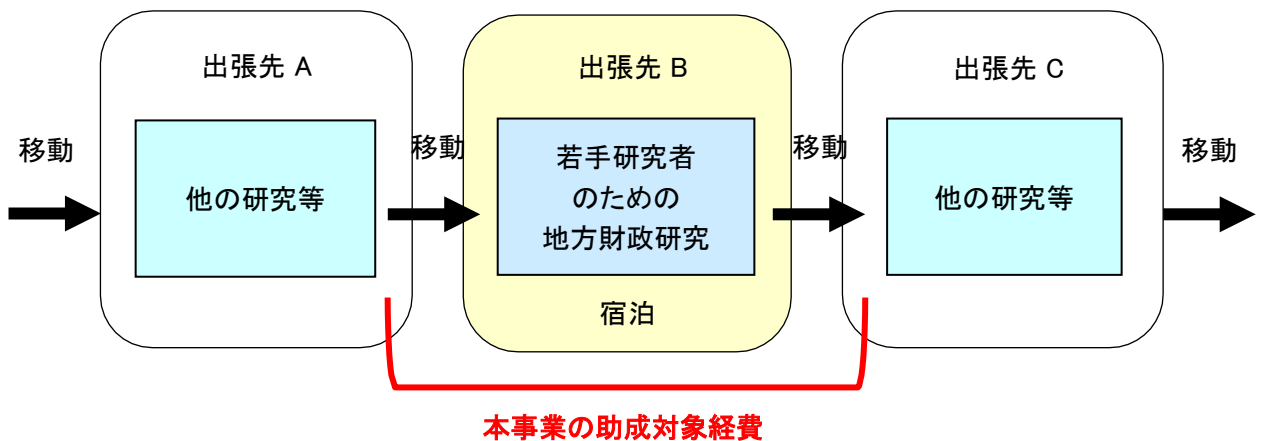 出張先 A
出張先 B
出張先 C
移動
他の研究等
移動
若手研究者
のための
地方財政研究
移動
他の研究等
移動
宿泊
本事業の助成対象経費